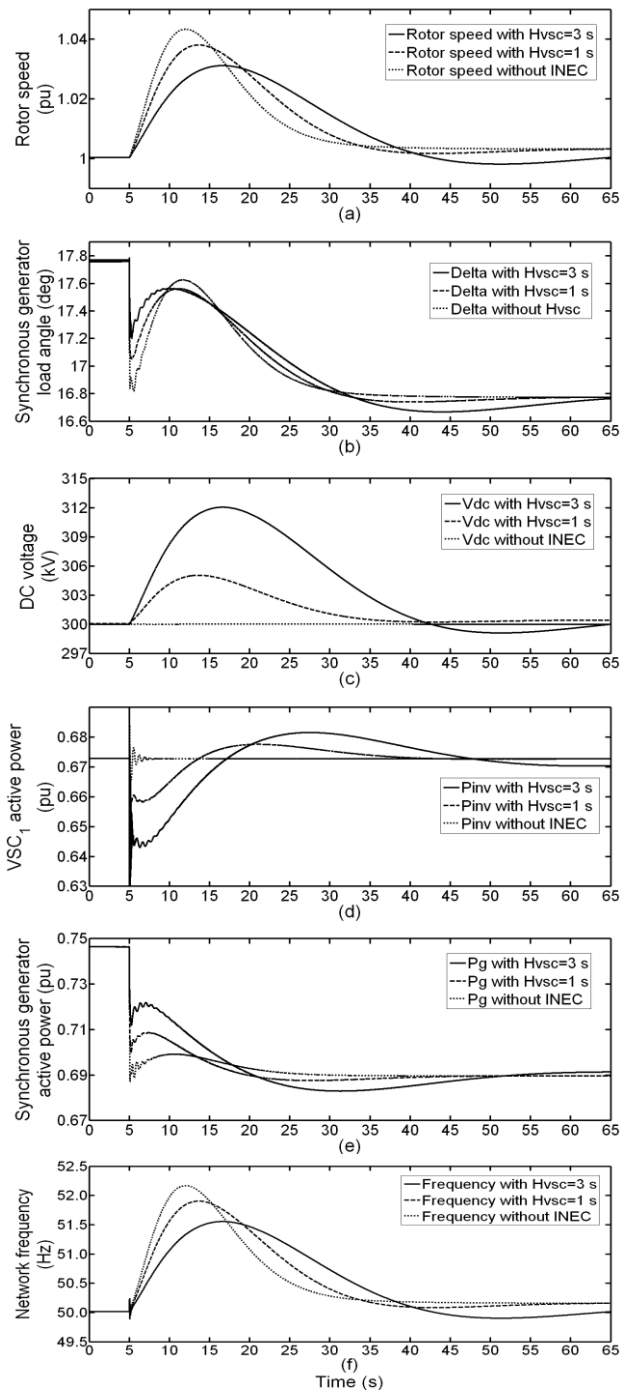 1.04
1.02
1
Rotor speed
(pu)
Rotor speed with Hvsc=3 s
Rotor speed with Hvsc=1 s
Rotor speed without INEC
0 5 10 15 20 25 30 35 40 45 50 55 60 65
(a)
17.8
17.6
17.2
17
16.8
16.6
Synchronous generator
load angle (deg)
Delta with Hvsc=3 s
Delta with Hvsc=1 s
Delta without Hvsc
0 5 10 15 20 25 30 35 40 45 50 55 60 65
(b)
315
312
309
306
303
300
297
DC voltage
(kV)
Vdc with Hvsc=3 s
Vdc with Hvsc=1 s
Vdc without INEC
0 5 10 15 20 25 30 35 40 45 50 55 60 65
(c)
0.68
0.67
0.66
0.65
0.64
0.63
VSC1 active power
(pu)
Pinv with Hvsc=3 s
Pinv with Hvsc=1 s
Pinv without INEC
0 5 10 15 20 25 30 35 40 45 50 55 60 65
(d)
0.75
0.73
0.71
0.69
0.67
Synchronous generator
active power (pu)
Pg with Hvsc=3 s
Pg with Hvsc=1 s
Pg without INEC
0 5 10 15 20 25 30 35 40 45 50 55 60 65
(e)
52.5
52.0
51.5
51.0
50.5
50.0
49.5
Network frequency
(Hz)
Frequency with Hvsc=3 s
Frequency with Hvsc=1 s
Frequency without INEC
0 5 10 15 20 25 30 35 40 45 50 55 60 65
(f)
Time (s)